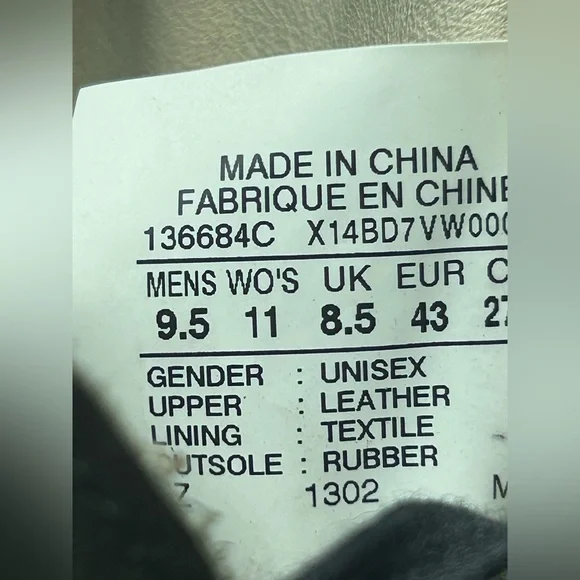 MADE IN CHINA
FABRIQUE EN CHINE
136684C X14BD7VW00
MENS WO'S UK EUR C
9.5 11 8.5 43 27
GENDER : UNISEX
UPPER : LEATHER
LINING : TEXTILE
OUTSOLE : RUBBER
Z 1302 M